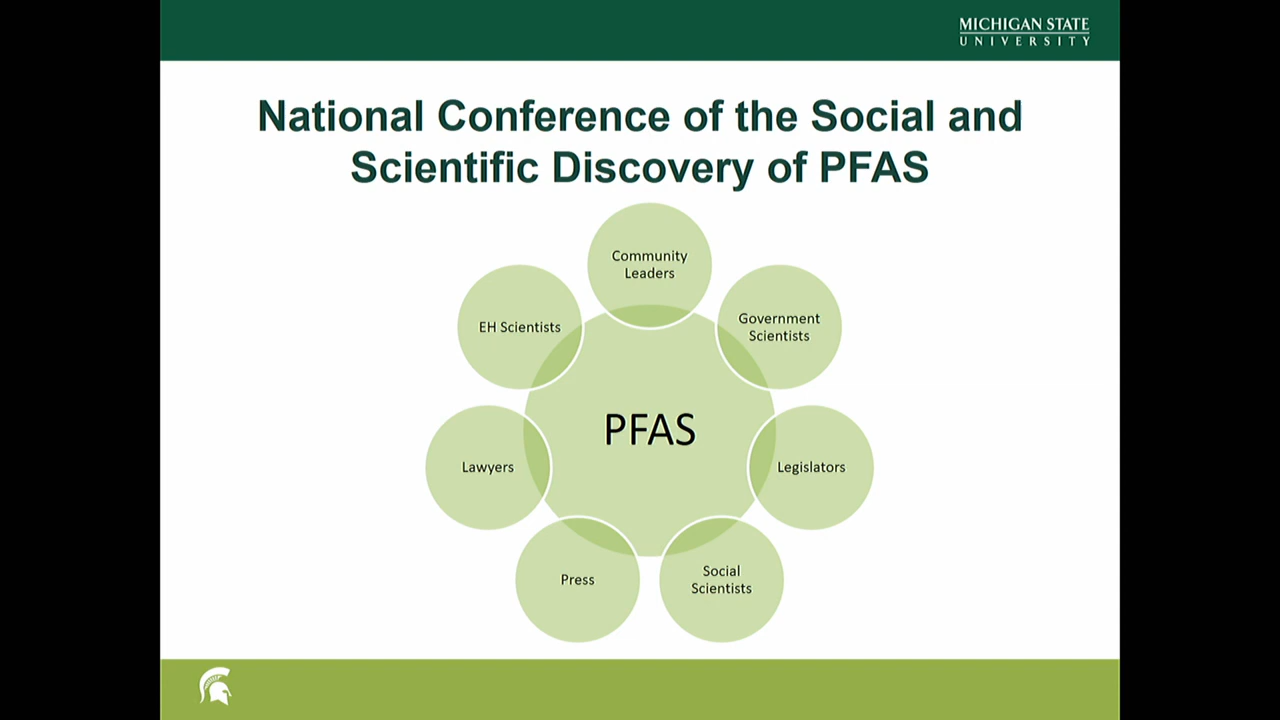 MICHIGAN STATE
UNIVERSITY
National Conference of the Social and
Scientific Discovery of PFAS
Community
Leaders
EH Scientists
Government
Scientists
PFAS
Lawyers
Legislators
Press
Social
Scientists